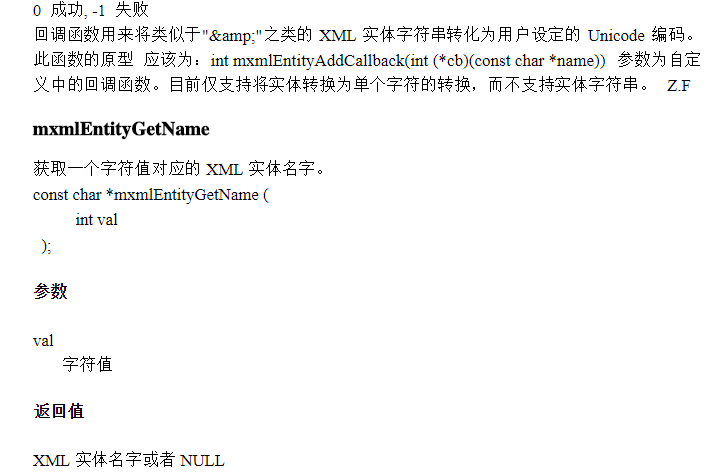 0 成功, -1 失败
回调函数用来将类似于"&amp;"之类的 XML 实体字符串转化为用户设定的 Unicode 编码。
此函数的原型 应该为：int mxmlEntityAddCallback(int (*cb)(const char *name)) 参数为自定
义中的回调函数。目前仅支持将实体转换为单个字符的转换，而不支持实体字符串。 Z.F
mxmlEntityGetName
获取一个字符值对应的 XML 实体名字。
const char *mxmlEntityGetName (
int val
);
参数
val
字符值
返回值
XML 实体名字或者 NULL